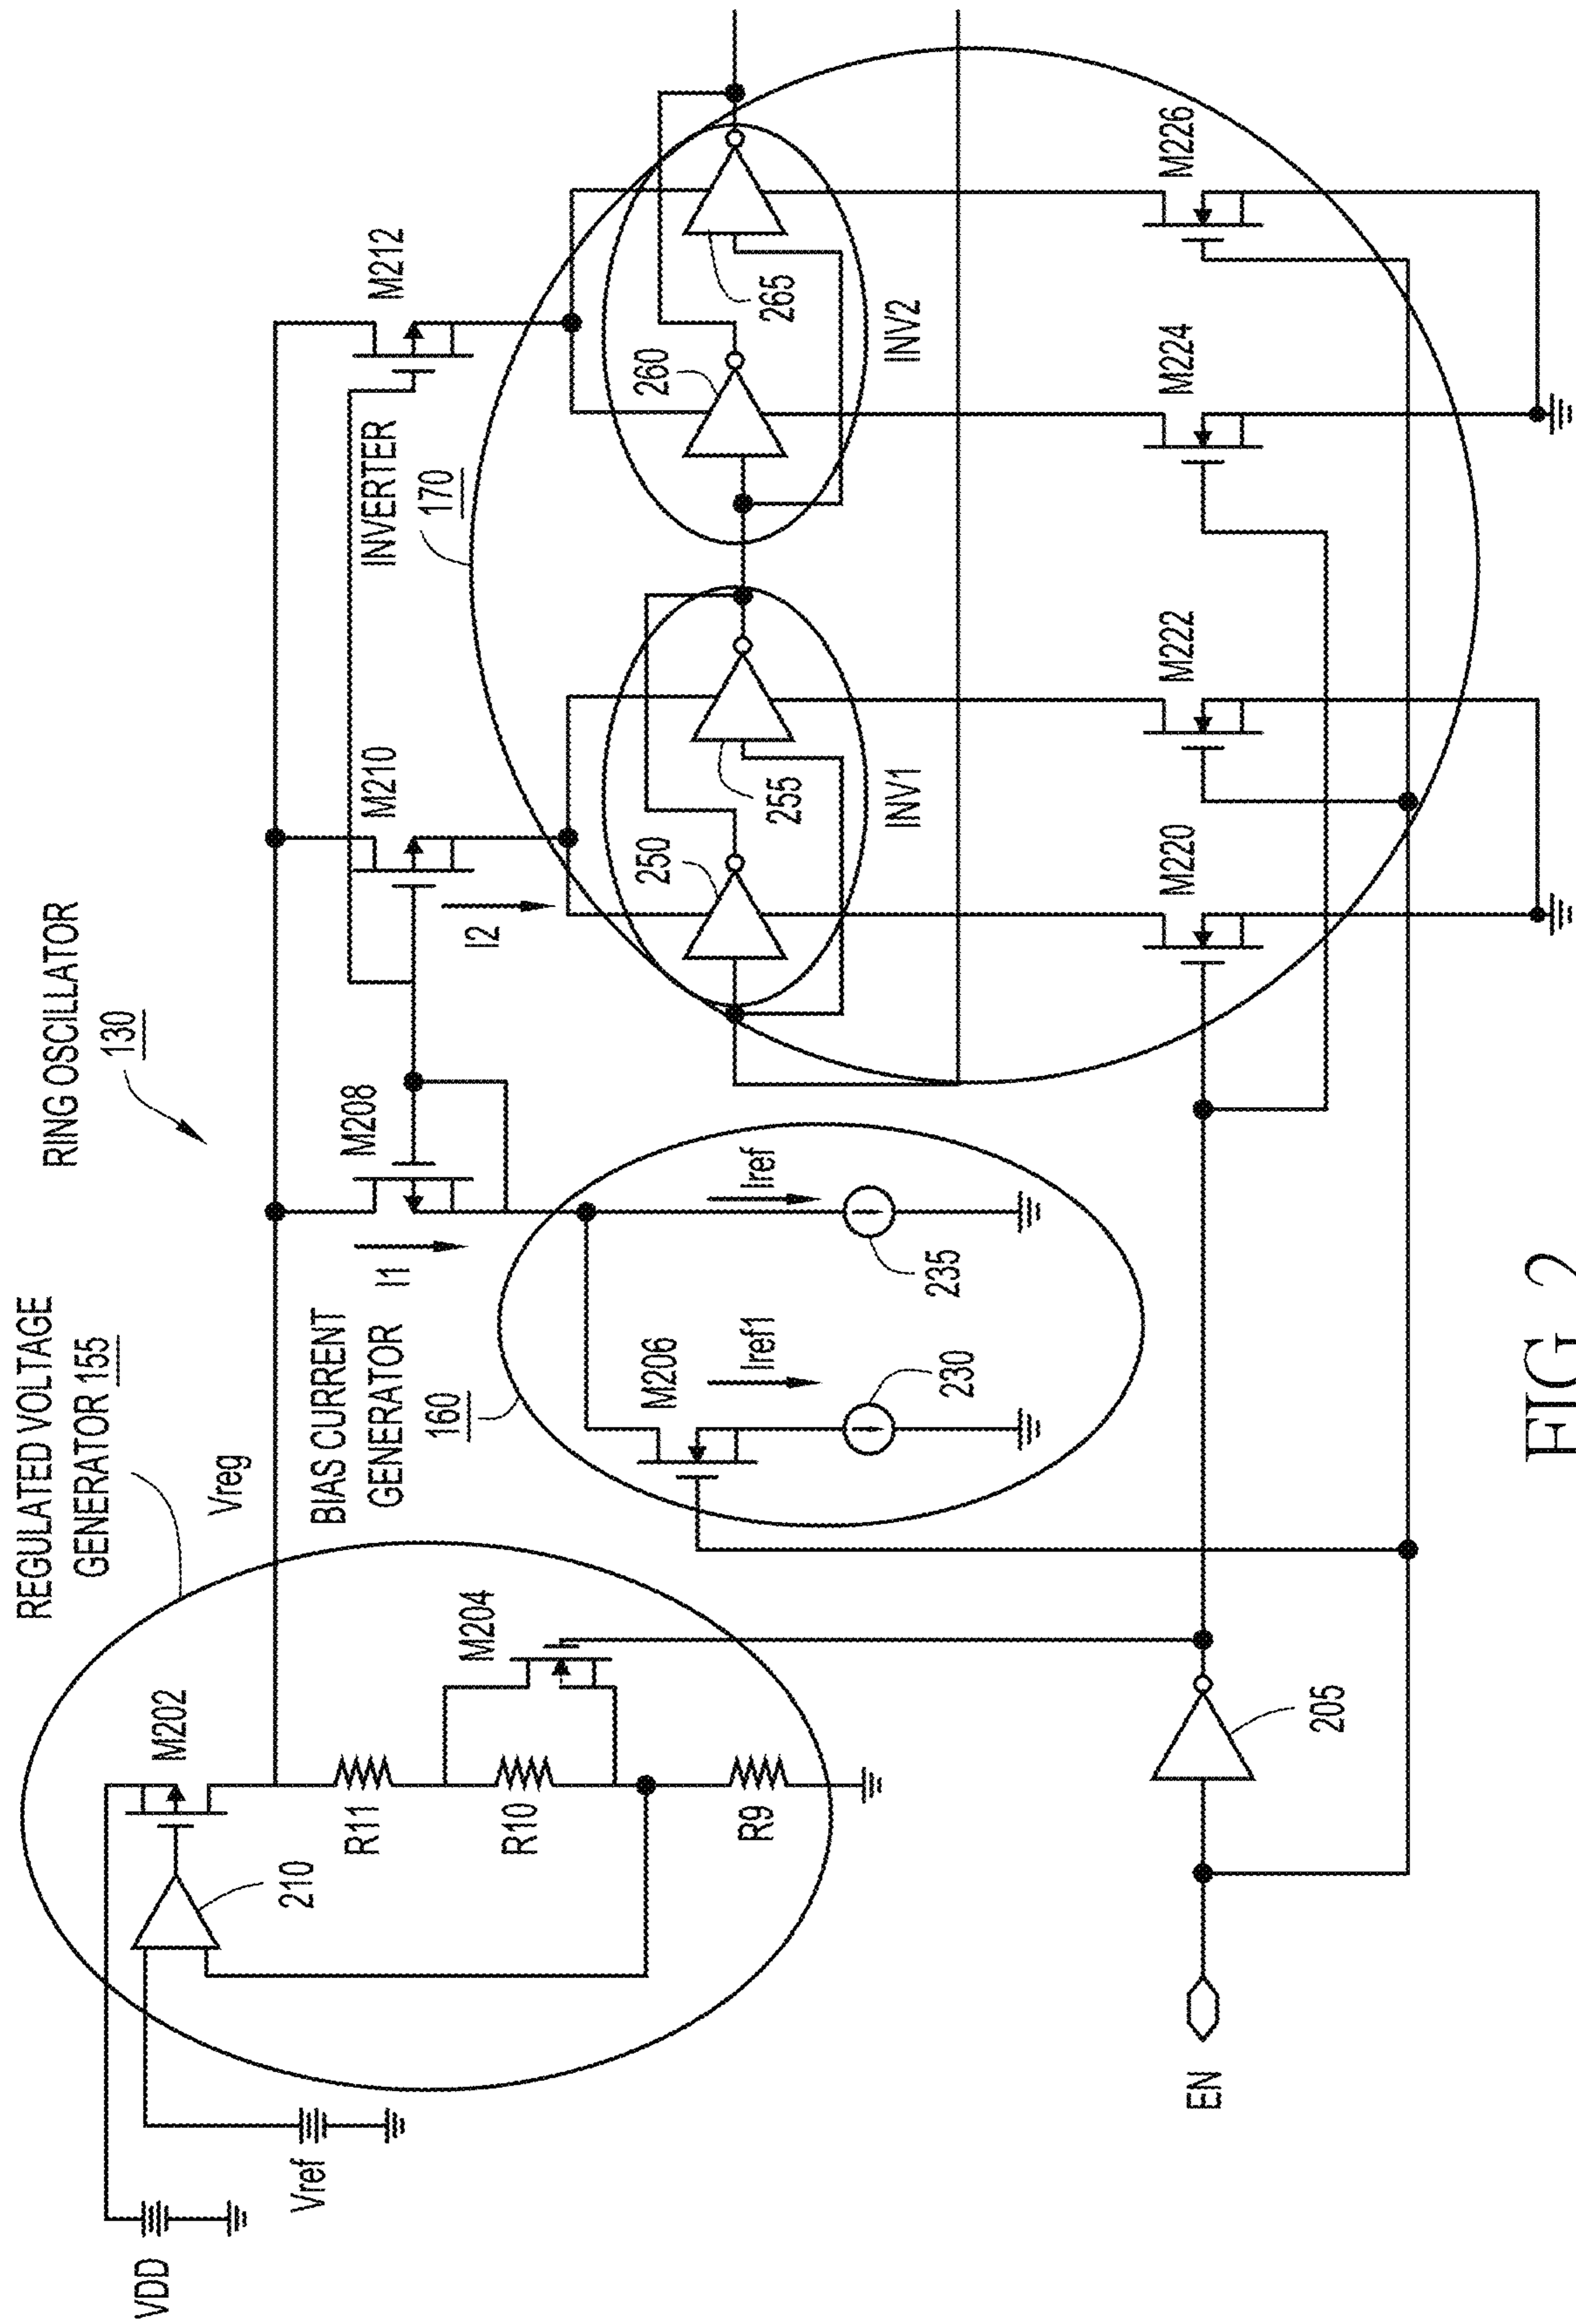 RING OSCILLATOR
130
REGULATED VOLTAGE
GENERATOR 155
Vreg
VDD
Vref
M202
210
R11
R10
R9
M204
BIAS CURRENT
GENERATOR
160
I1
M208
M206
Iref1
Iref
230
235
M210
I2
M212
INVERTER
170
250
255
INV1
260
265
INV2
M220
M222
M224
M226
EN
205
FIG. 2